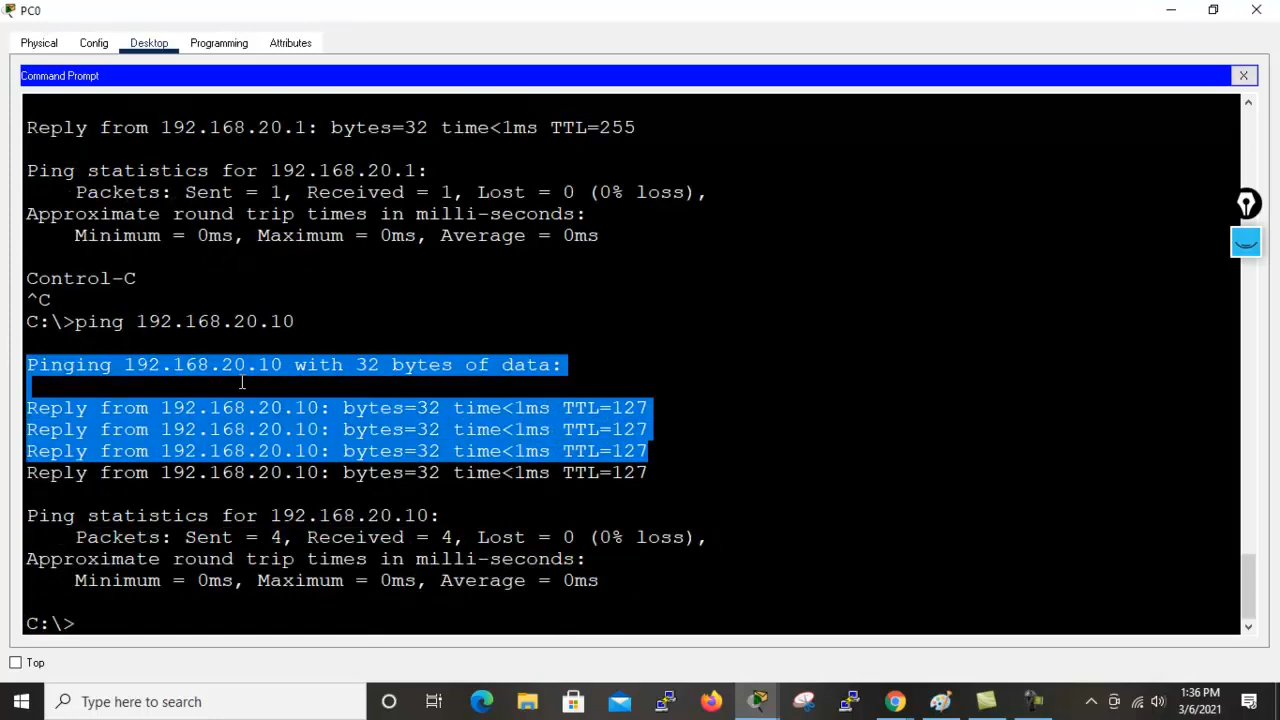 PC0
Physical Config Desktop Programming Attributes
Command Prompt X
Reply from 192.168.20.1: bytes=32 time<1ms TTL=255
Ping statistics for 192.168.20.1:
Packets: Sent = 1, Received = 1, Lost = 0 (0% loss),
Approximate round trip times in milli-seconds:
Minimum = 0ms, Maximum = 0ms, Average = 0ms
Control-C
^C
C:\>ping 192.168.20.10
Pinging 192.168.20.10 with 32 bytes of data:
Reply from 192.168.20.10: bytes=32 time<1ms TTL=127
Reply from 192.168.20.10: bytes=32 time<1ms TTL=127
Reply from 192.168.20.10: bytes=32 time<1ms TTL=127
Reply from 192.168.20.10: bytes=32 time<1ms TTL=127
Ping statistics for 192.168.20.10:
Packets: Sent = 4, Received = 4, Lost = 0 (0% loss),
Approximate round trip times in milli-seconds:
Minimum = 0ms, Maximum = 0ms, Average = 0ms
C:\>
Top
Type here to search
1:36 PM
3/6/2021